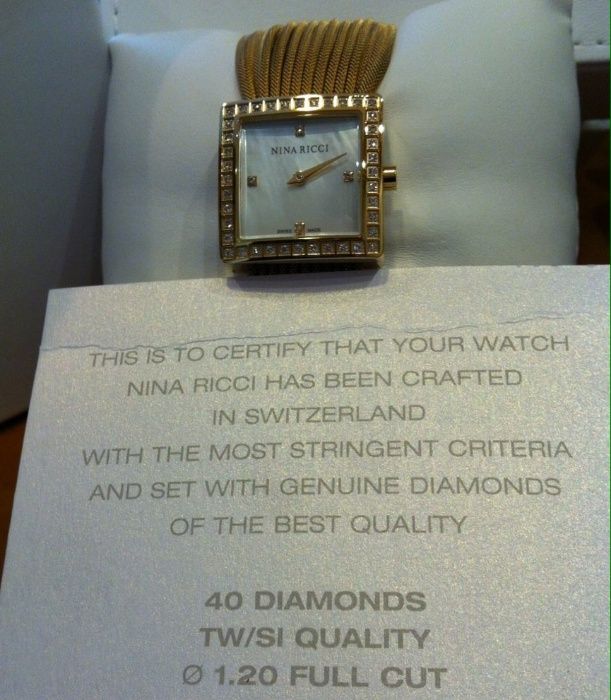 NINA RICCI
SWISS MADE
THIS IS TO CERTIFY THAT YOUR WATCH
NINA RICCI HAS BEEN CRAFTED
IN SWITZERLAND
WITH THE MOST STRINGENT CRITERIA
AND SET WITH GENUINE DIAMONDS
OF THE BEST QUALITY
40 DIAMONDS
TW/SI QUALITY
Ø 1.20 FULL CUT